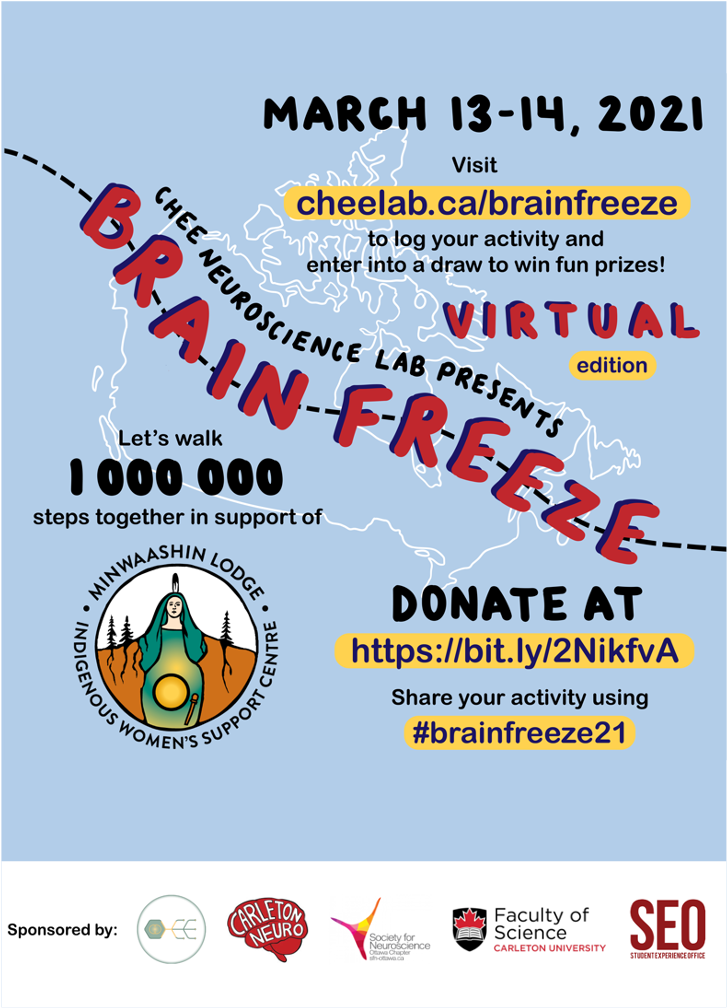 MARCH 13-14, 2021
Visit
cheelab.ca/brainfreeze
to log your activity and
enter into a draw to win fun prizes!
CHEE NEUROSCIENCE LAB PRESENTS
BRAIN FREEZE
VIRTUAL
edition
Let's walk
1 000 000
steps together in support of
• MINWAASHIN LODGE •
INDIGENOUS WOMEN'S SUPPORT CENTRE
DONATE AT
https://bit.ly/2NikfvA
Share your activity using
#brainfreeze21
Sponsored by:
CARLETON
NEURO
Society for
Neuroscience
Ottawa Chapter
sfn-ottawa.ca
Faculty of
Science
CARLETON UNIVERSITY
SEO
STUDENT EXPERIENCE OFFICE